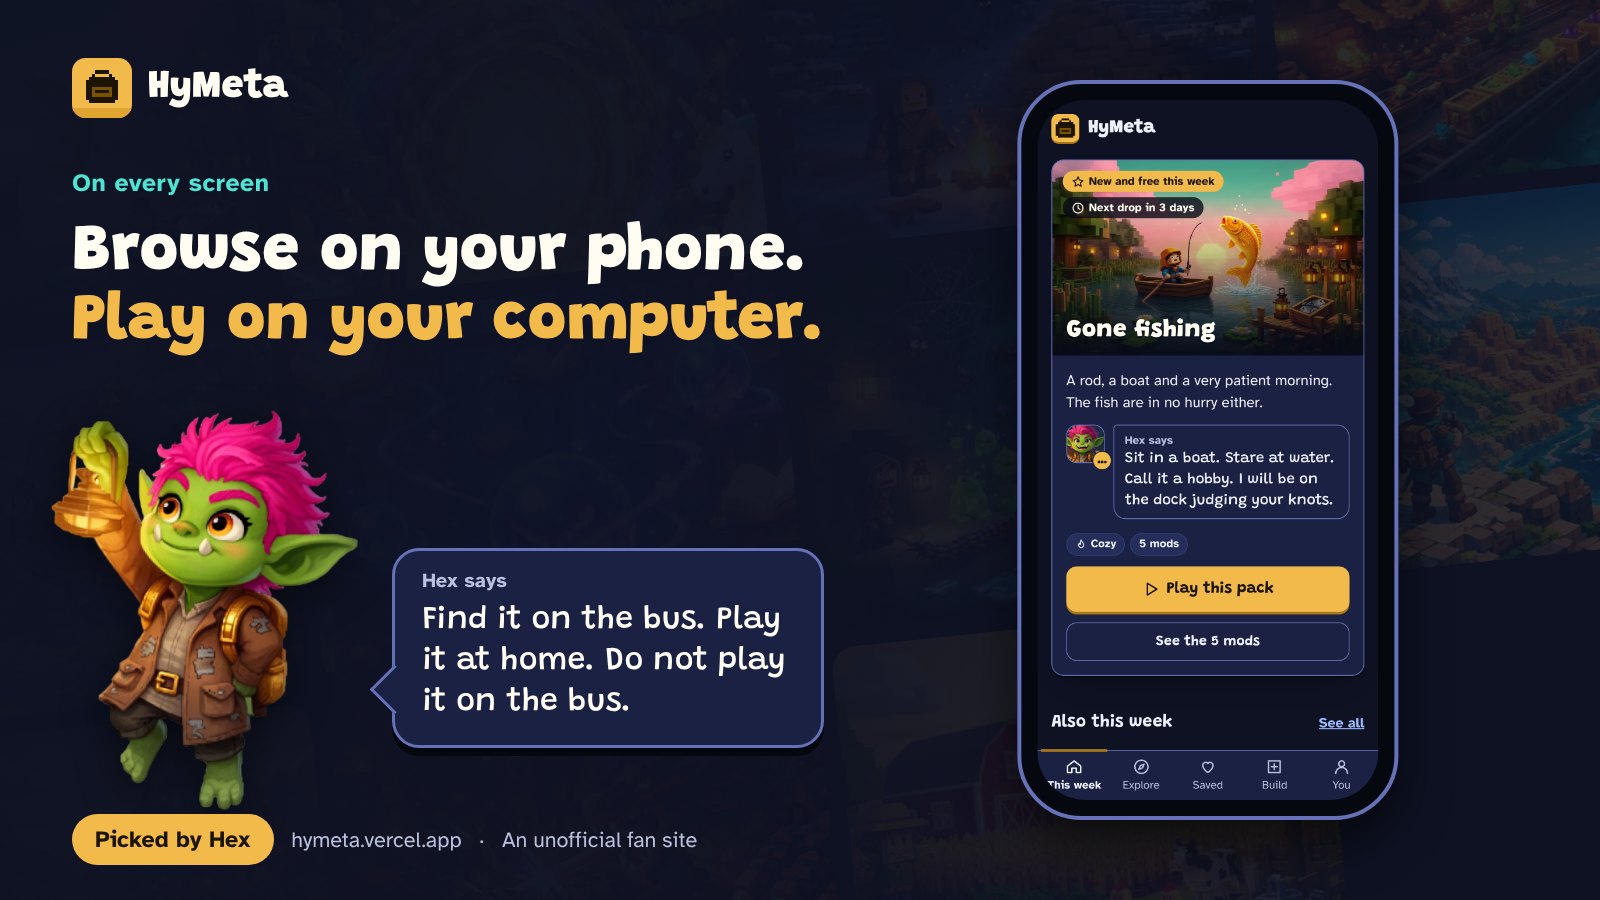 HyMeta
On every screen
Browse on your phone.
Play on your computer.
Hex says
Find it on the bus. Play
it at home. Do not play
it on the bus.
Picked by Hex
hymeta.vercel.app · An unofficial fan site
HyMeta
New and free this week
Next drop in 3 days
Gone fishing
A rod, a boat and a very patient morning.
The fish are in no hurry either.
Hex says
Sit in a boat. Stare at water.
Call it a hobby. I will be on
the dock judging your knots.
Cozy
5 mods
Play this pack
See the 5 mods
Also this week
See all
This week
Explore
Saved
Build
You